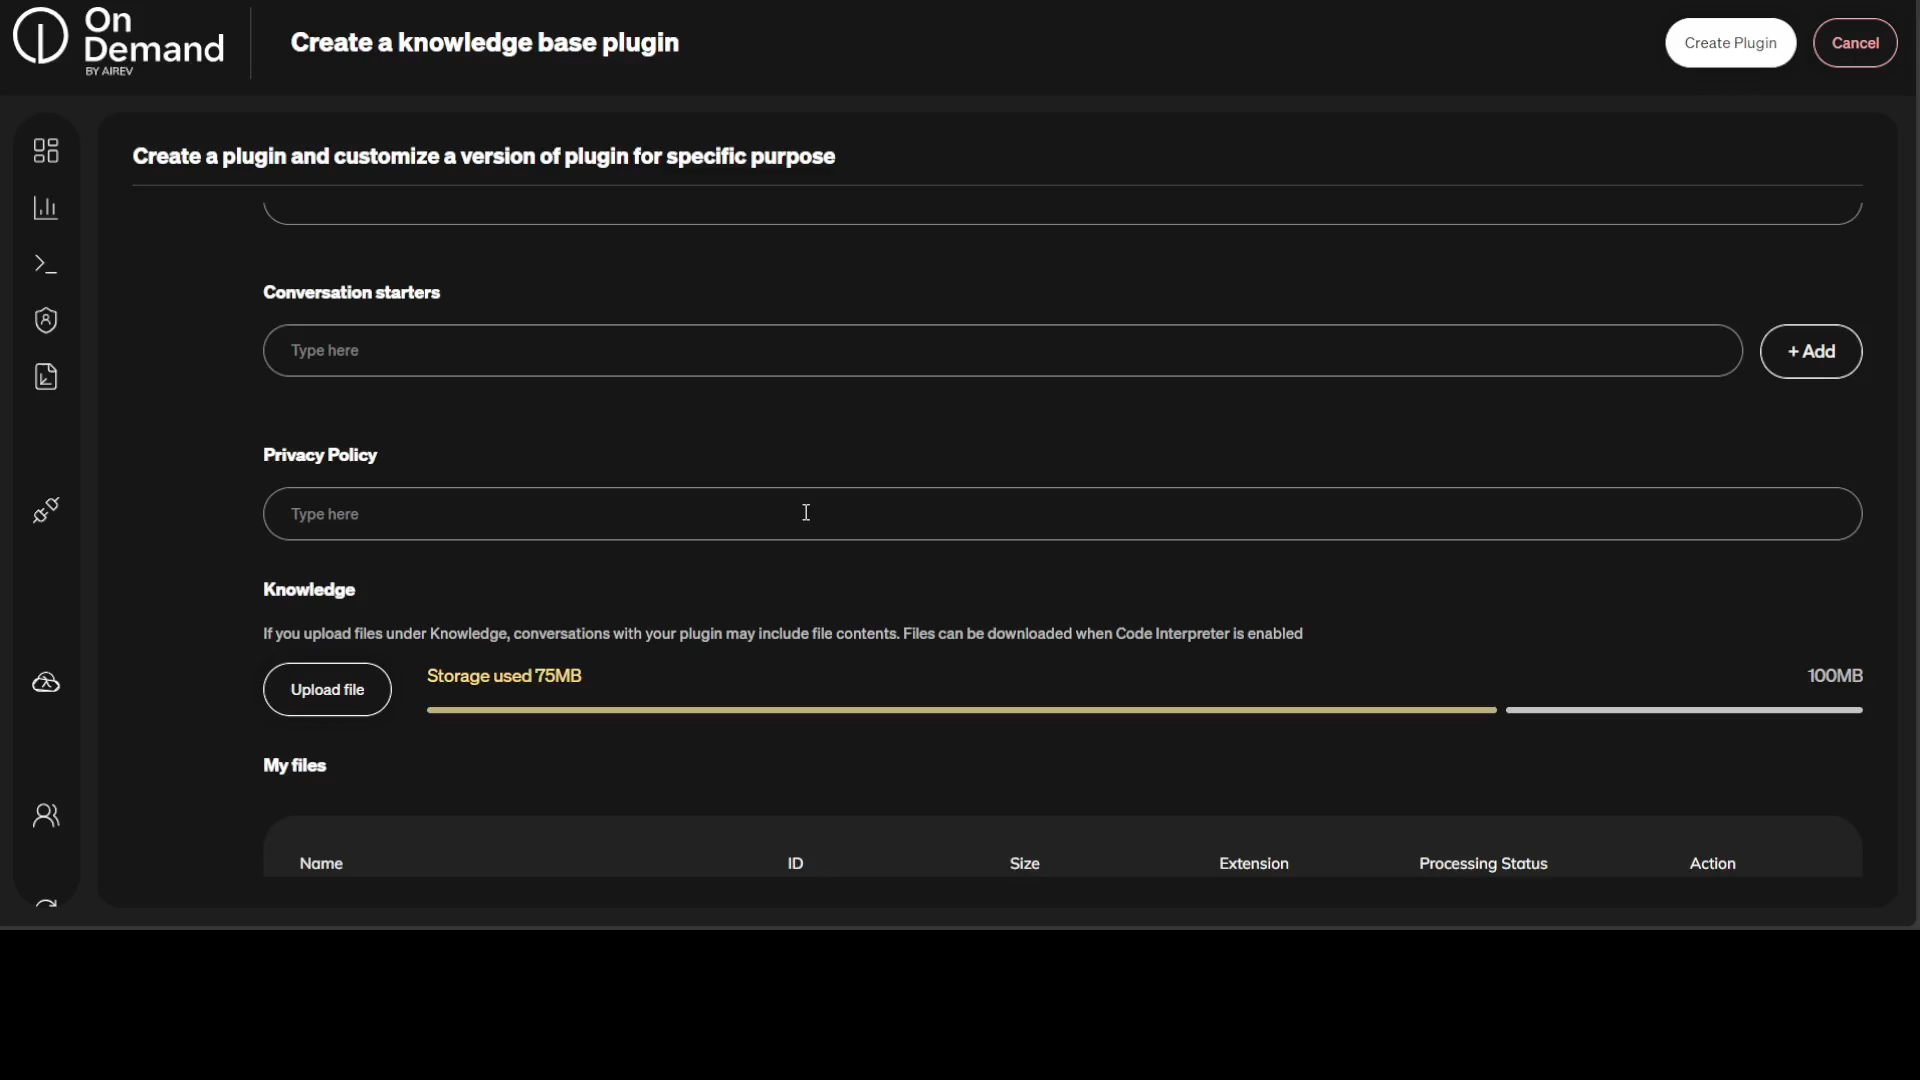 On
Demand
BY AIREV
Create a knowledge base plugin
Create Plugin
Cancel
Create a plugin and customize a version of plugin for specific purpose
Conversation starters
Type here
+ Add
Privacy Policy
Type here
Knowledge
If you upload files under Knowledge, conversations with your plugin may include file contents. Files can be downloaded when Code Interpreter is enabled
Upload file
Storage used 75MB
100MB
My files
Name ID Size Extension Processing Status Action